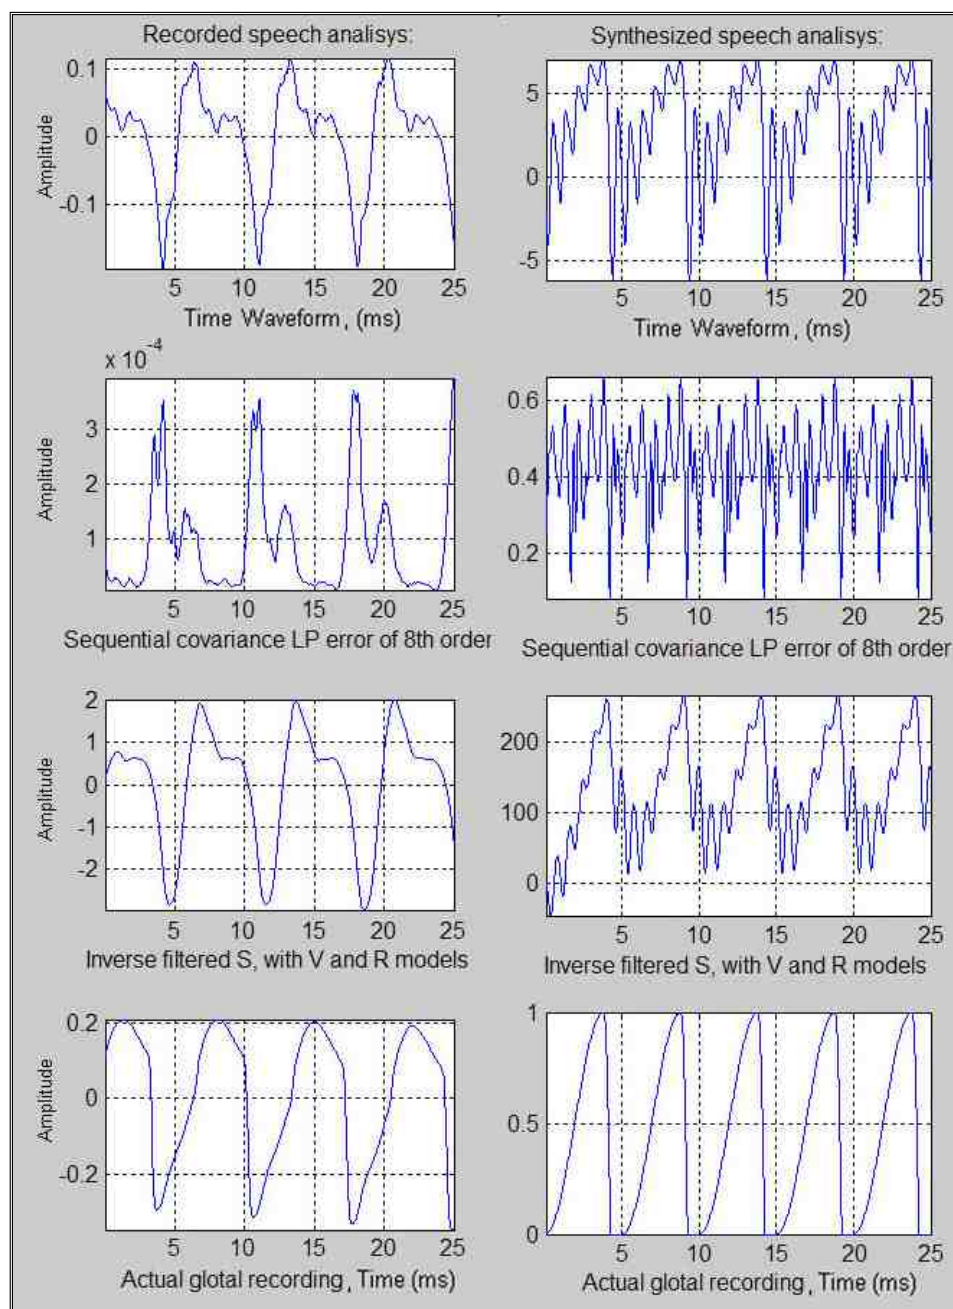 Recorded speech analisys:
0.1
0
-0.1
Amplitude
5 10 15 20 25
Time Waveform, (ms)
x 10-4
3
2
1
Amplitude
5 10 15 20 25
Sequential covariance LP error of 8th order
2
1
0
-1
-2
Amplitude
5 10 15 20 25
Inverse filtered S, with V and R models
0.2
0
-0.2
Amplitude
5 10 15 20 25
Actual glotal recording, Time (ms)
Synthesized speech analisys:
5
0
-5
5 10 15 20 25
Time Waveform, (ms)
0.6
0.4
0.2
5 10 15 20 25
Sequential covariance LP error of 8th order
200
100
0
5 10 15 20 25
Inverse filtered S, with V and R models
1
0.5
0
5 10 15 20 25
Actual glotal recording, Time (ms)